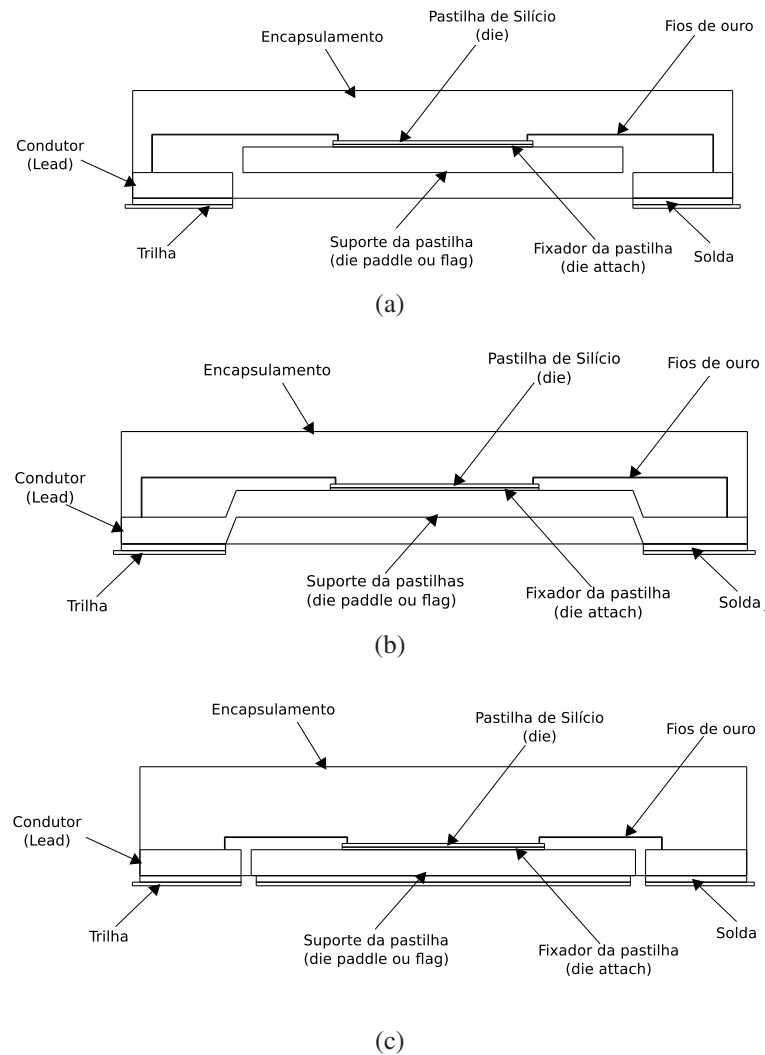 Pastilha de Silício
(die)
Fios de ouro
Encapsulamento
Condutor
(Lead)
Trilha
Suporte da pastilha
(die paddle ou flag)
Fixador da pastilha
(die attach)
Solda
(a)
Pastilha de Silício
(die)
Fios de ouro
Encapsulamento
Condutor
(Lead)
Trilha
Suporte da pastilhas
(die paddle ou flag)
Fixador da pastilha
(die attach)
Solda
(b)
Encapsulamento
Pastilha de Silício
(die)
Fios de ouro
Condutor
(Lead)
Trilha
Suporte da pastilha
(die paddle ou flag)
Fixador da pastilha
(die attach)
Solda
(c)